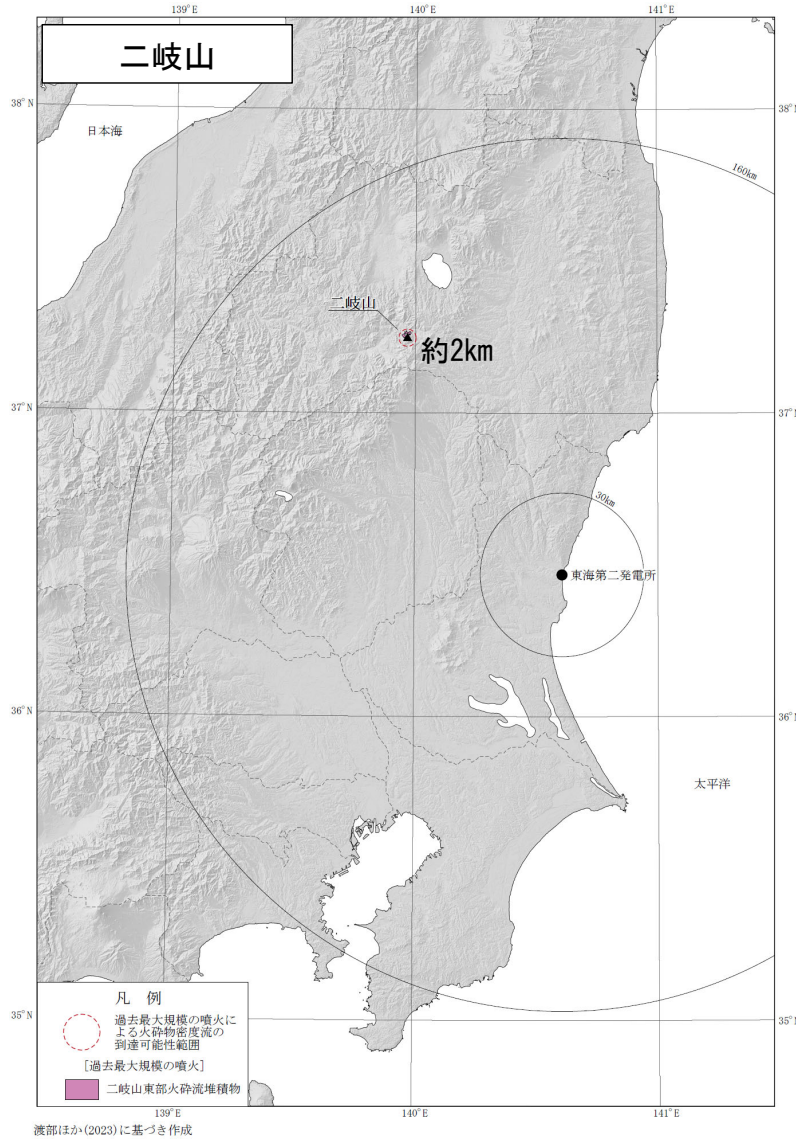 139°E
140°E
141°E
二岐山
38°N
38°N
日本海
160km
二岐山
約2km
37°N
37°N
30km
東海第二発電所
36°N
36°N
太平洋
凡 例
過去最大規模の噴火に
よる火砕物密度流の
到達可能性範囲
[過去最大規模の噴火]
二岐山東部火砕流堆積物
35°N
35°N
139°E
140°E
141°E
渡部ほか(2023)に基づき作成